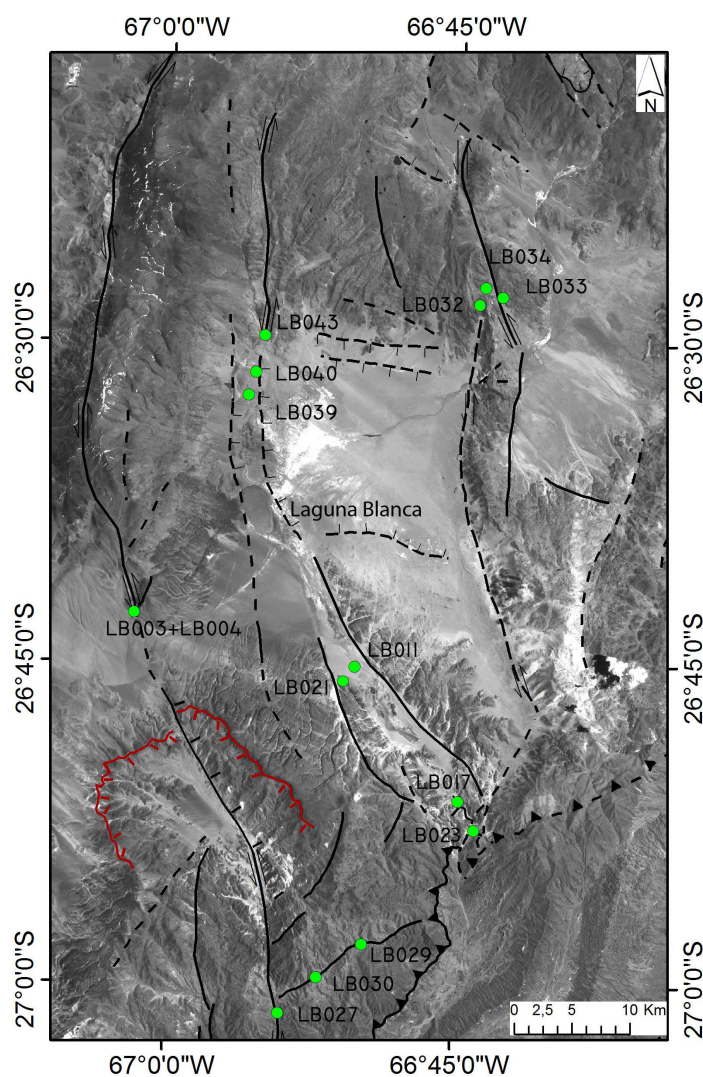 67°0'0"W
66°45'0"W
N
LB034
LB033
LB032
LB043
26°30'0"S
26°30'0"S
LB040
LB039
Laguna Blanca
LB003+LB004
LB011
26°45'0"S
26°45'0"S
LB021
LB017
LB023
LB029
LB030
27°0'0"S
27°0'0"S
LB027
0 2,5 5 10 Km
67°0'0"W
66°45'0"W